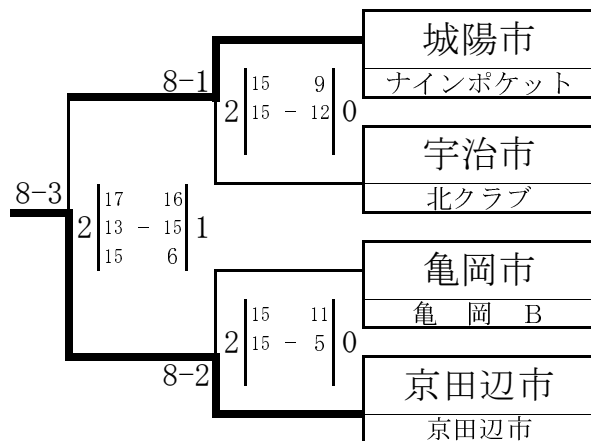 城陽市
ナインポケット
8-1
15 9
2 15 - 12 0
宇治市
北クラブ
8-3
17 16
2 13 - 15 1
15 6
亀岡市
亀 岡 B
15 11
2 15 - 5 0
8-2
京田辺市
京田辺市